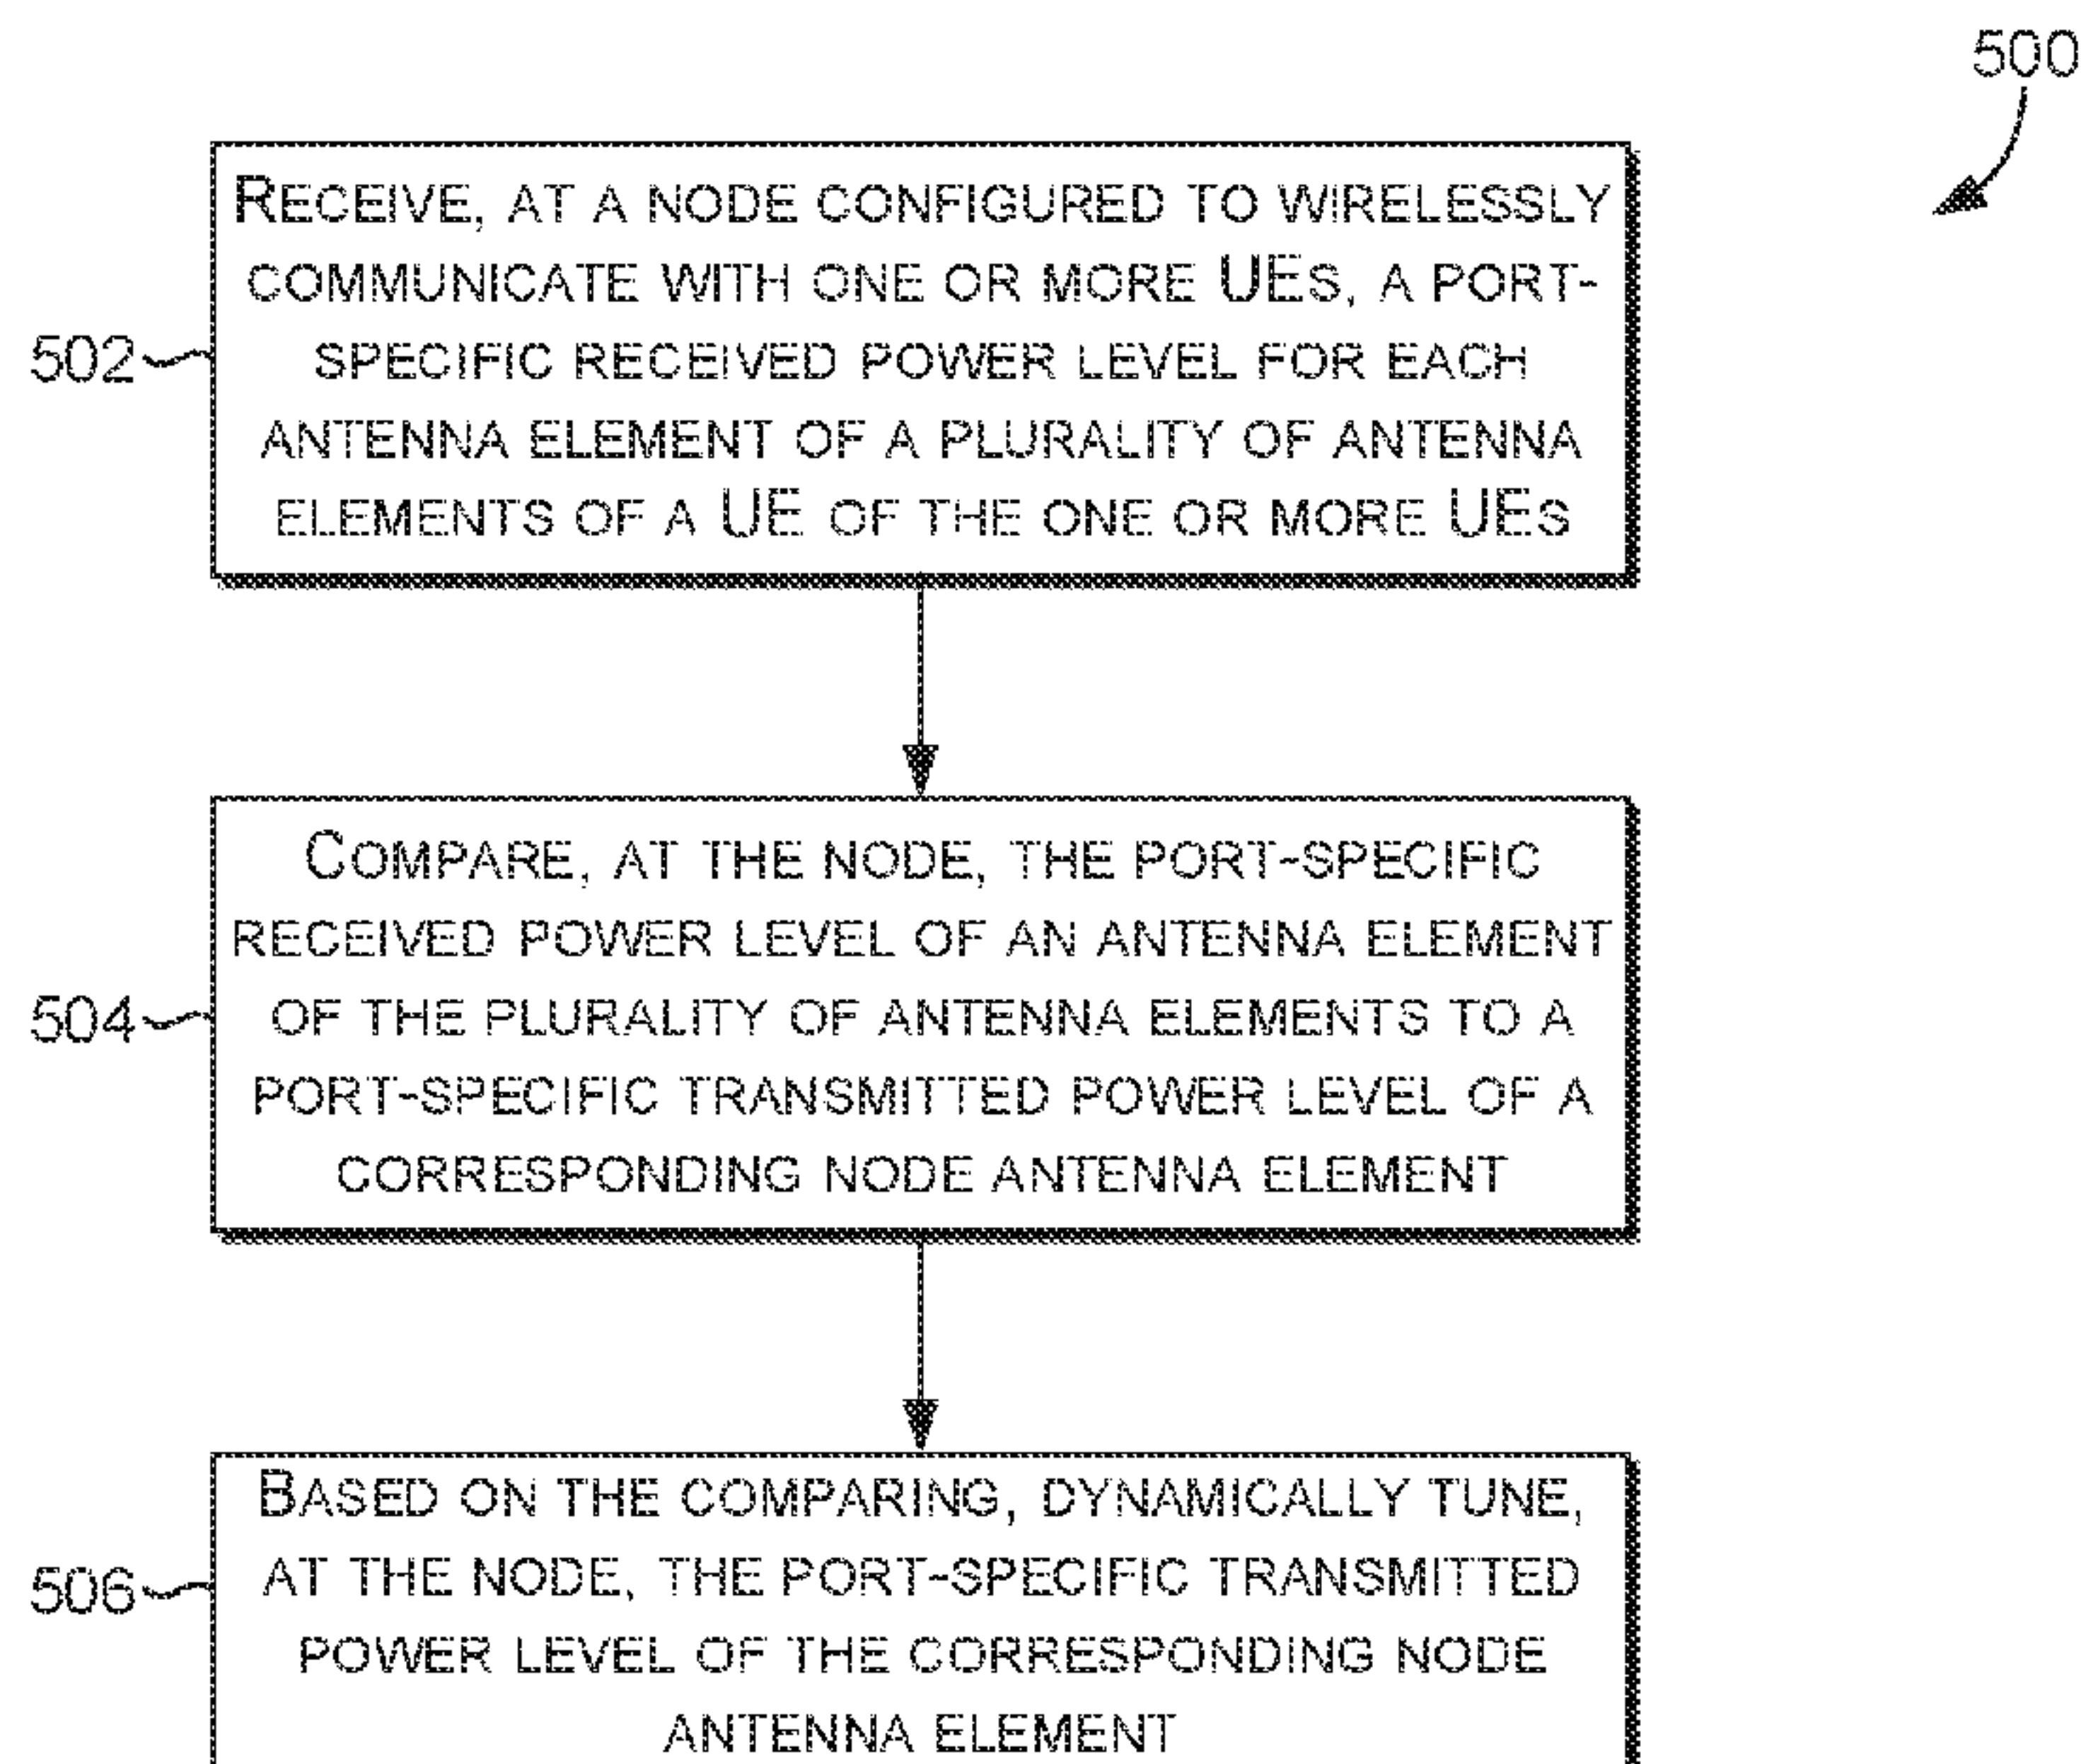 500
RECEIVE, AT A NODE CONFIGURED TO WIRELESSLY
COMMUNICATE WITH ONE OR MORE UES, A PORT-
502
SPECIFIC RECEIVED POWER LEVEL FOR EACH
ANTENNA ELEMENT OF A PLURALITY OF ANTENNA
ELEMENTS OF A UE OF THE ONE OR MORE UES
COMPARE, AT THE NODE, THE PORT-SPECIFIC
RECEIVED POWER LEVEL OF AN ANTENNA ELEMENT
504
OF THE PLURALITY OF ANTENNA ELEMENTS TO A
PORT-SPECIFIC TRANSMITTED POWER LEVEL OF A
CORRESPONDING NODE ANTENNA ELEMENT
BASED ON THE COMPARING, DYNAMICALLY TUNE,
506
AT THE NODE, THE PORT-SPECIFIC TRANSMITTED
POWER LEVEL OF THE CORRESPONDING NODE
ANTENNA ELEMENT